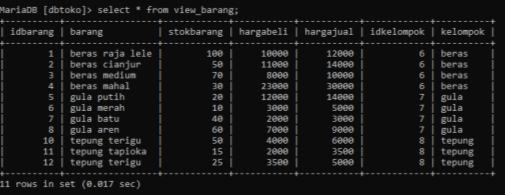 MariaDB [dbtoko]> select * from view_barang;
| idbarang | barang | stokbarang | hargabeli | hargajual | idkelompok | kelompok |
| 1 | beras raja lele | 100 | 10000 | 12000 | 6 | beras |
| 2 | beras cianjur | 50 | 11000 | 14000 | 6 | beras |
| 3 | beras medium | 70 | 8000 | 10000 | 6 | beras |
| 4 | beras mahal | 30 | 23000 | 30000 | 6 | beras |
| 5 | gula putih | 20 | 12000 | 14000 | 7 | gula |
| 6 | gula merah | 10 | 3000 | 5000 | 7 | gula |
| 7 | gula batu | 40 | 2000 | 3000 | 7 | gula |
| 8 | gula aren | 60 | 7000 | 9000 | 7 | gula |
| 10 | tepung terigu | 50 | 4000 | 6000 | 8 | tepung |
| 11 | tepung tapioka | 15 | 2000 | 3500 | 8 | tepung |
| 12 | tepung terigu | 25 | 3500 | 5000 | 8 | tepung |
11 rows in set (0.017 sec)